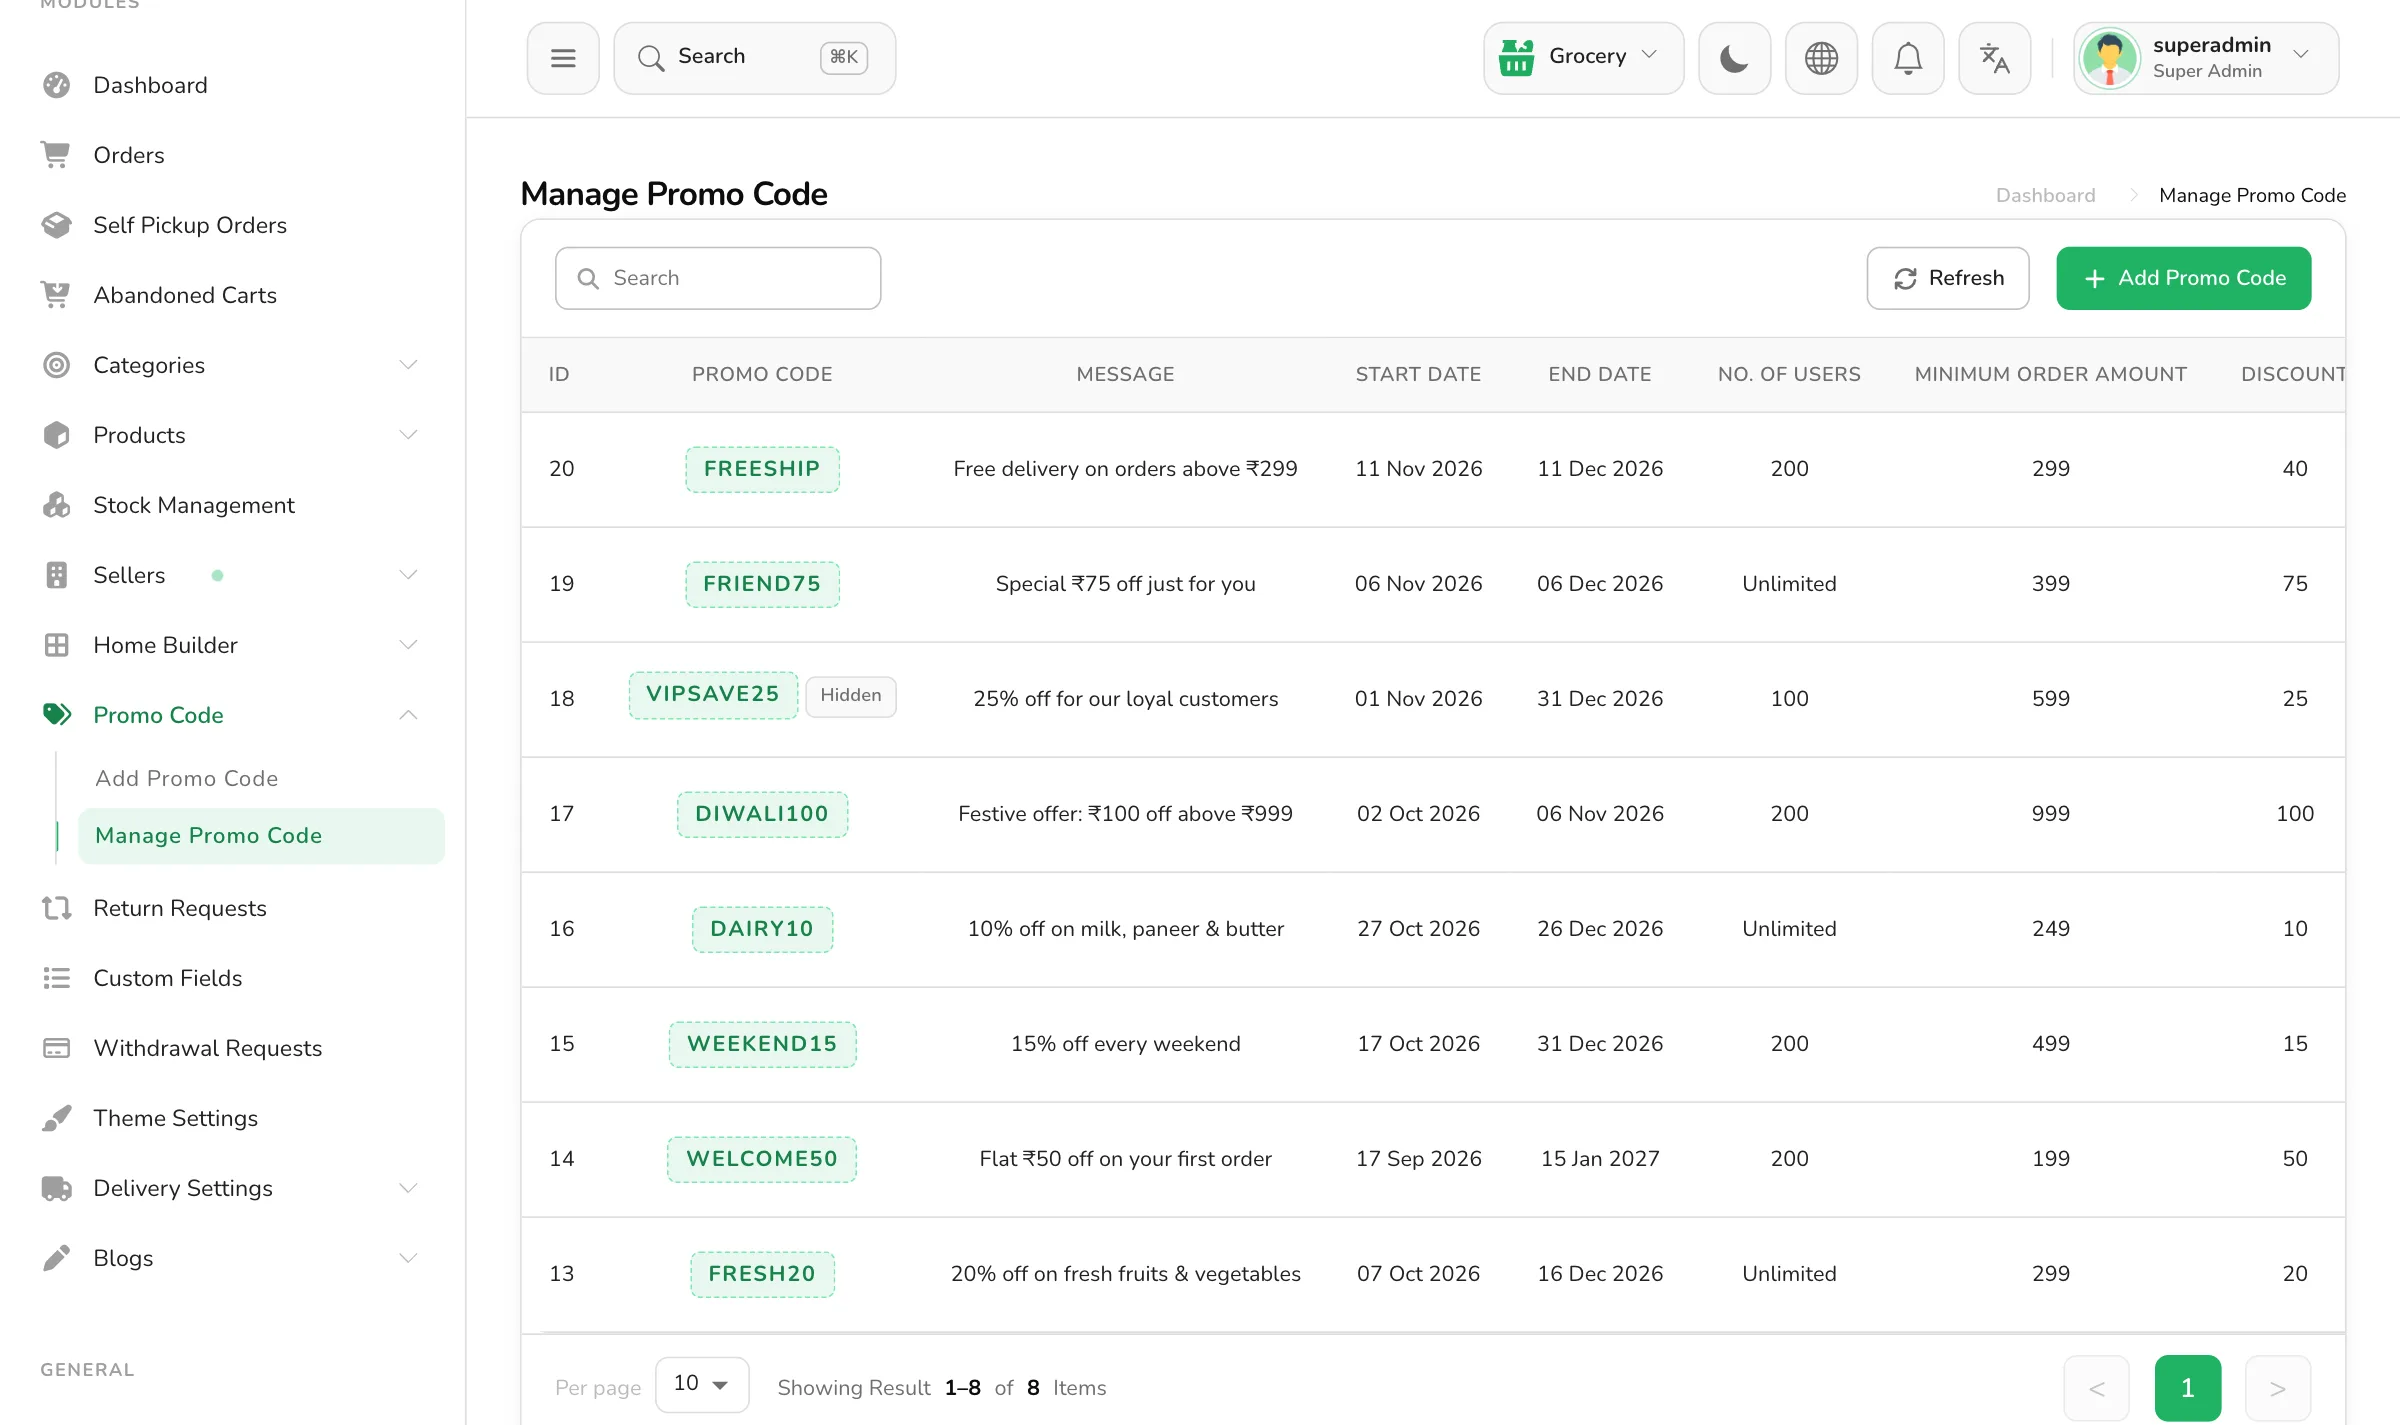 MODULES
Dashboard
Orders
Self Pickup Orders
Abandoned Carts
Categories
Products
Stock Management
Sellers
Home Builder
Promo Code
Add Promo Code
Manage Promo Code
Return Requests
Custom Fields
Withdrawal Requests
Theme Settings
Delivery Settings
Blogs
GENERAL
Search ⌘K
Grocery
superadmin
Super Admin
Manage Promo Code
Dashboard > Manage Promo Code
Search
Refresh
+ Add Promo Code
ID PROMO CODE MESSAGE START DATE END DATE NO. OF USERS MINIMUM ORDER AMOUNT DISCOUNT
20 FREESHIP Free delivery on orders above ₹299 11 Nov 2026 11 Dec 2026 200 299 40
19 FRIEND75 Special ₹75 off just for you 06 Nov 2026 06 Dec 2026 Unlimited 399 75
18 VIPSAVE25 Hidden 25% off for our loyal customers 01 Nov 2026 31 Dec 2026 100 599 25
17 DIWALI100 Festive offer: ₹100 off above ₹999 02 Oct 2026 06 Nov 2026 200 999 100
16 DAIRY10 10% off on milk, paneer & butter 27 Oct 2026 26 Dec 2026 Unlimited 249 10
15 WEEKEND15 15% off every weekend 17 Oct 2026 31 Dec 2026 200 499 15
14 WELCOME50 Flat ₹50 off on your first order 17 Sep 2026 15 Jan 2027 200 199 50
13 FRESH20 20% off on fresh fruits & vegetables 07 Oct 2026 16 Dec 2026 Unlimited 299 20
Per page 10 Showing Result 1–8 of 8 Items
< 1 >